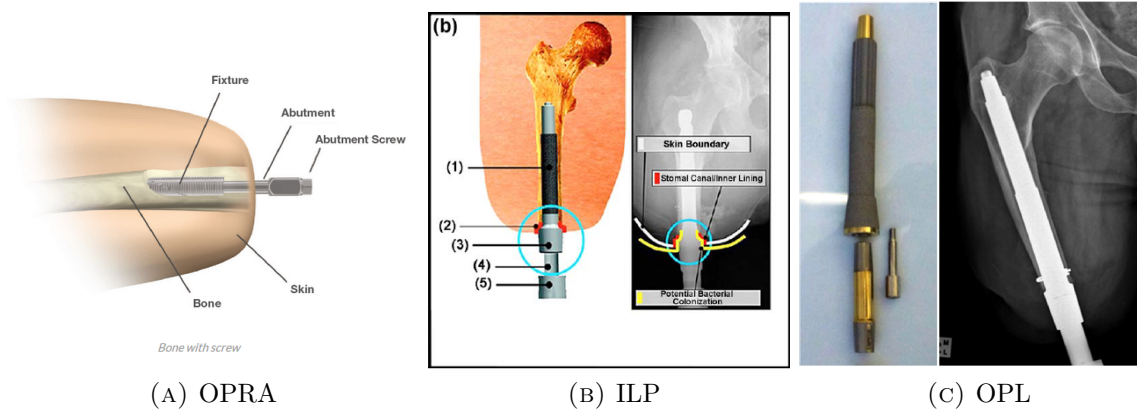 Fixture
Abutment
Abutment Screw
Bone
Skin
Bone with screw
(b)
(1)
(2)
(3)
(4)
(5)
Skin Boundary
Stomal Canal/Inner Lining
Potential Bacterial
Colonization
M
L
(A) OPRA
(B) ILP
(C) OPL